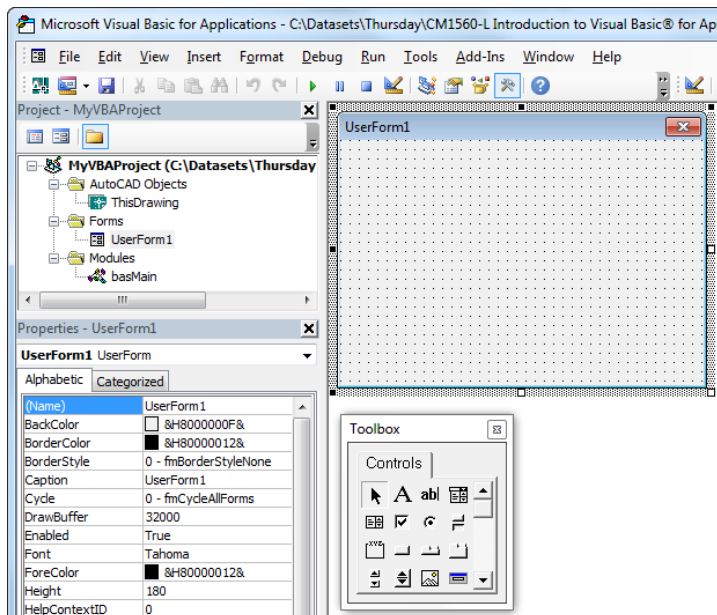 Microsoft Visual Basic for Applications - C:\Datasets\Thursday\CM1560-L Introduction to Visual Basic® for Ap
File Edit View Insert Format Debug Run Tools Add-Ins Window Help
Project - MyVBAProject
MyVBAProject (C:\Datasets\Thursday
AutoCAD Objects
ThisDrawing
Forms
UserForm1
Modules
basMain
Properties - UserForm1
UserForm1 UserForm
Alphabetic Categorized
(Name) UserForm1
BackColor &H8000000F&
BorderColor &H80000012&
BorderStyle 0 - fmBorderStyleNone
Caption UserForm1
Cycle 0 - fmCycleAllForms
DrawBuffer 32000
Enabled True
Font Tahoma
ForeColor &H80000012&
Height 180
HelpContextID 0
UserForm1
Toolbox
Controls
A ab|
XYZ